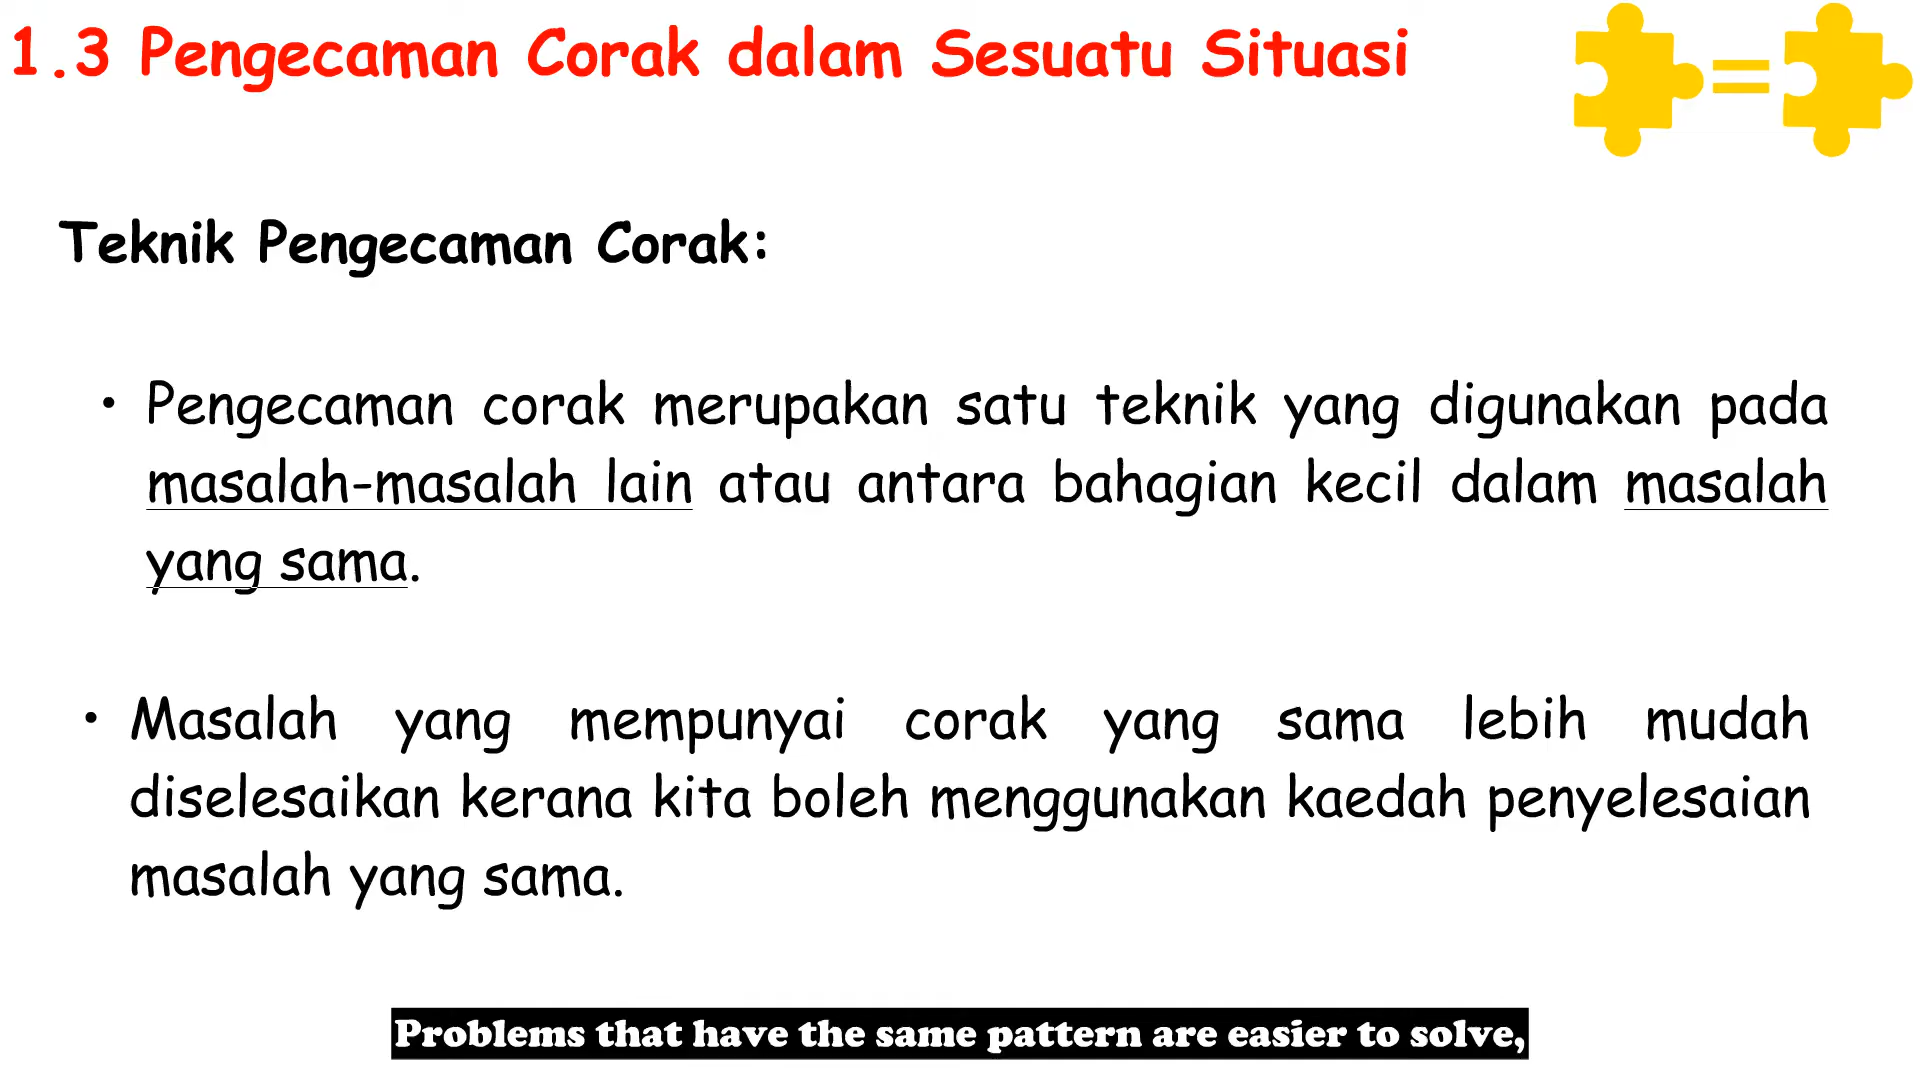 1.3 Pengecaman Corak dalam Sesuatu Situasi
=
Teknik Pengecaman Corak:
• Pengecaman corak merupakan satu teknik yang digunakan pada
masalah-masalah lain atau antara bahagian kecil dalam masalah
yang sama.
• Masalah yang mempunyai corak yang sama lebih mudah
diselesaikan kerana kita boleh menggunakan kaedah penyelesaian
masalah yang sama.
Problems that have the same pattern are easier to solve,